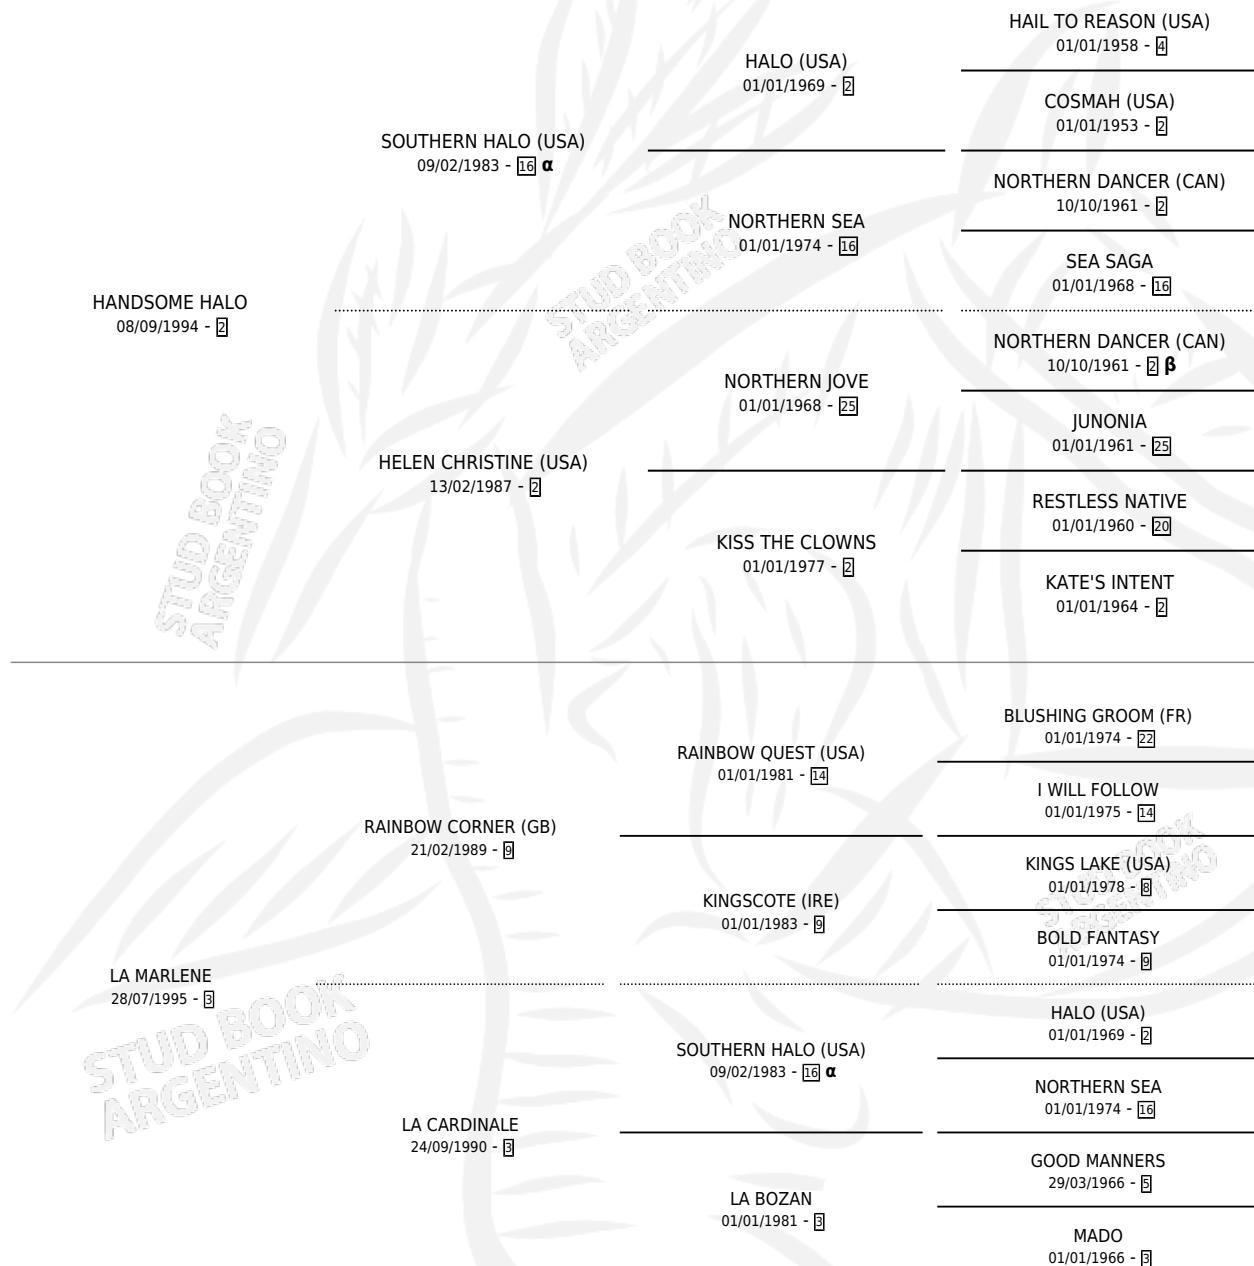 HAIL TO REASON (USA)
01/01/1958 - 4
HALO (USA)
01/01/1969 - 2
COSMAH (USA)
01/01/1953 - 2
SOUTHERN HALO (USA)
09/02/1983 - 16 α
NORTHERN DANCER (CAN)
10/10/1961 - 2
NORTHERN SEA
01/01/1974 - 16
SEA SAGA
01/01/1968 - 16
HANDSOME HALO
08/09/1994 - 2
NORTHERN DANCER (CAN)
10/10/1961 - 2 β
NORTHERN JOVE
01/01/1968 - 25
JUNONIA
01/01/1961 - 25
HELEN CHRISTINE (USA)
13/02/1987 - 2
RESTLESS NATIVE
01/01/1960 - 20
KISS THE CLOWNS
01/01/1977 - 2
KATE'S INTENT
01/01/1964 - 2
BLUSHING GROOM (FR)
01/01/1974 - 22
RAINBOW QUEST (USA)
01/01/1981 - 14
I WILL FOLLOW
01/01/1975 - 14
RAINBOW CORNER (GB)
21/02/1989 - 9
KINGS LAKE (USA)
01/01/1978 - 8
KINGSCOTE (IRE)
01/01/1983 - 9
BOLD FANTASY
01/01/1974 - 9
LA MARLENE
28/07/1995 - 3
HALO (USA)
01/01/1969 - 2
SOUTHERN HALO (USA)
09/02/1983 - 16 α
NORTHERN SEA
01/01/1974 - 16
LA CARDINALE
24/09/1990 - 3
GOOD MANNERS
29/03/1966 - 5
LA BOZAN
01/01/1981 - 3
MADO
01/01/1966 - 3
STUD BOOK
ARGENTINO
STUD BOOK
ARGENTINO
STUD BOOK
ARGENTINO
STUD BOOK
ARGENTINO